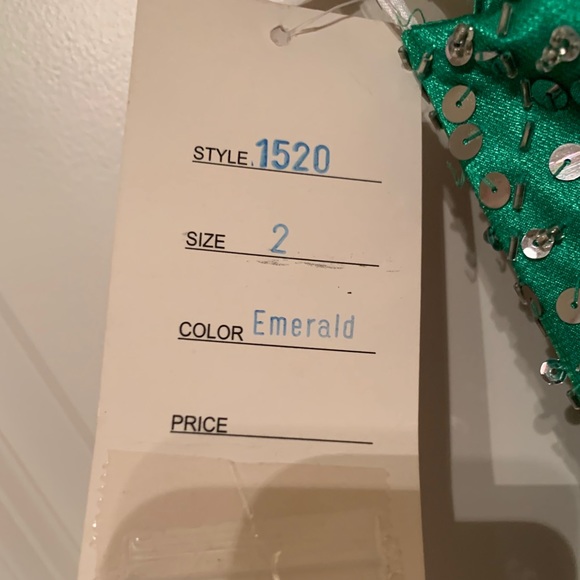 STYLE. 1520
SIZE 2
COLOR Emerald
PRICE